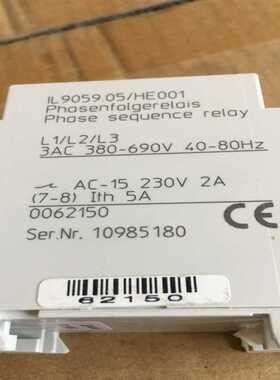 IL9059.05/HE001
Phasenfolgerelais
Phase sequence relay
L1/L2/L3
3AC 380-690V 40-80Hz
AC-15 230V 2A
(7-8) Ith 5A
0062150
CE
Ser.Nr. 10985180
62150